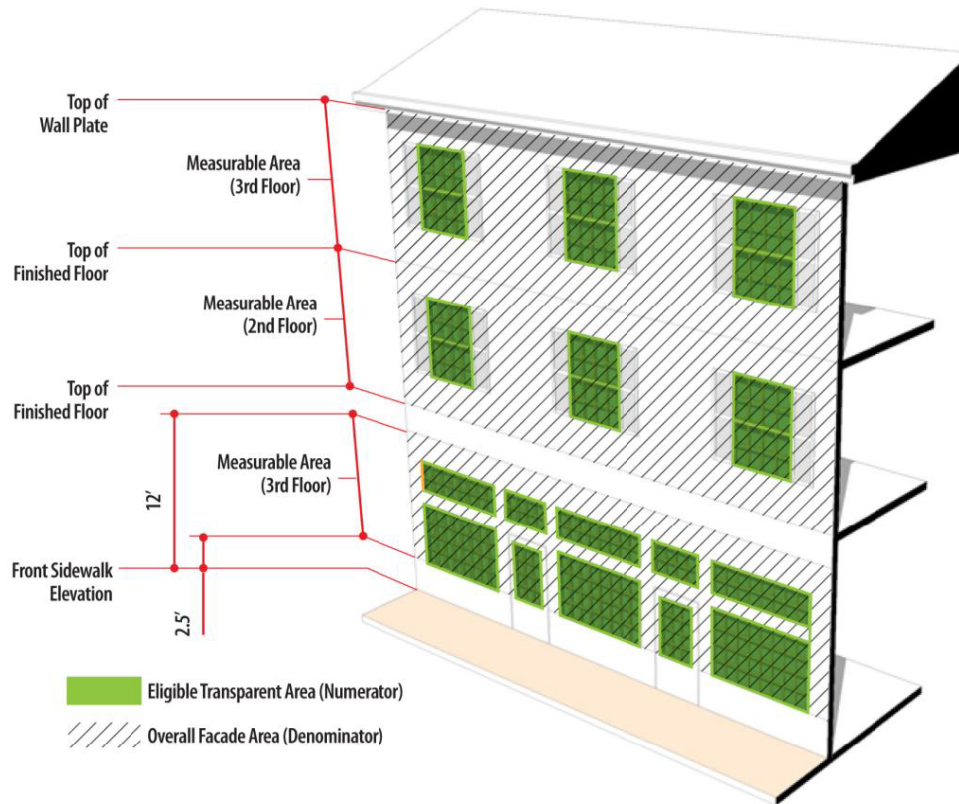 Top of
Wall Plate
Measurable Area
(3rd Floor)
Top of
Finished Floor
Measurable Area
(2nd Floor)
Top of
Finished Floor
Measurable Area
(3rd Floor)
12'
Front Sidewalk
Elevation
2.5'
Eligible Transparent Area (Numerator)
Overall Facade Area (Denominator)